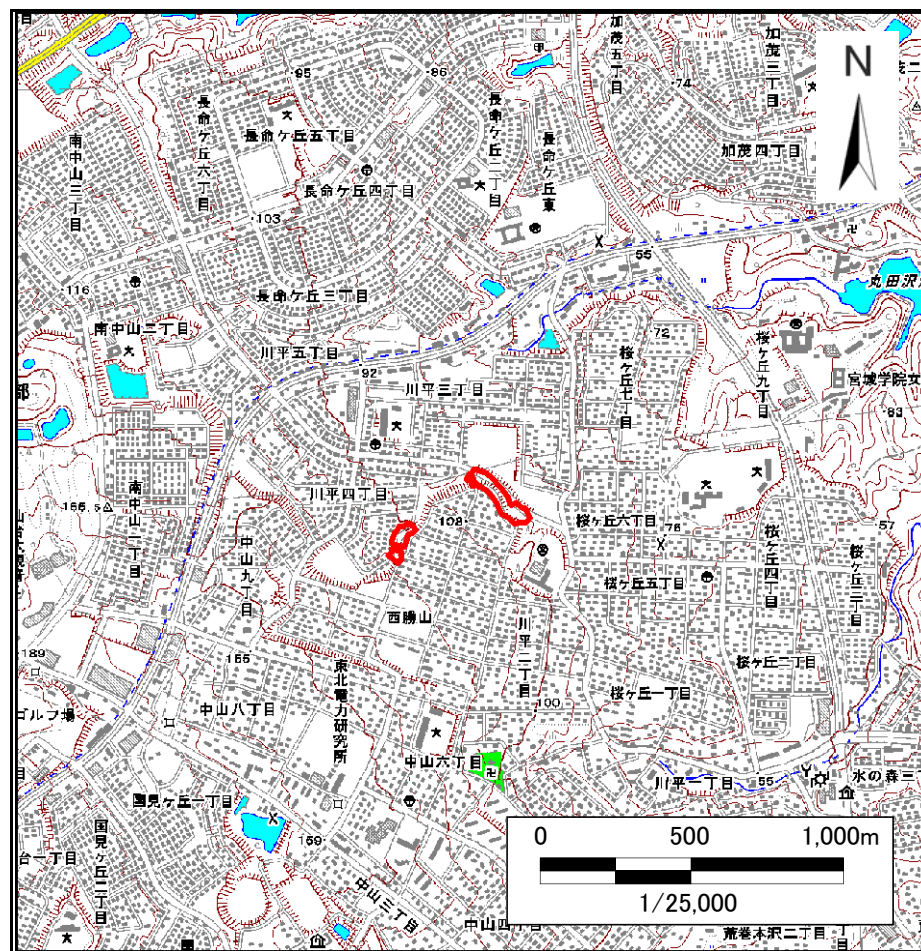 加茂五丁目
加茂三丁目
N
95
86
74
長命ケ丘六丁目
長命ケ丘五丁目
長命ケ丘二丁目
長命ケ丘東
加茂四丁目
南中山三丁目
長命ケ丘四丁目
103
55
丸田沢
116
長命ケ丘三丁目
南中山二丁目
川平五丁目
72
92
桜ケ丘七丁目
桜ケ丘九丁目
川平三丁目
宮城学院女
83
南中山一丁目
川平四丁目
108
桜ケ丘六丁目
76
57
中山九丁目
桜ケ丘五丁目
桜ケ丘四丁目
桜ケ丘三丁目
西勝山
川平二丁目
189
165
東北電力研究所
桜ケ丘二丁目
桜ケ丘一丁目
100
ゴルフ場
中山八丁目
中山六丁目
川平一丁目
55
水の森三
国見ケ丘一丁目
159
国見ケ丘二丁目
台一丁目
中山三丁目
中山四
荒巻本沢二丁目
0 500 1,000m
1/25,000